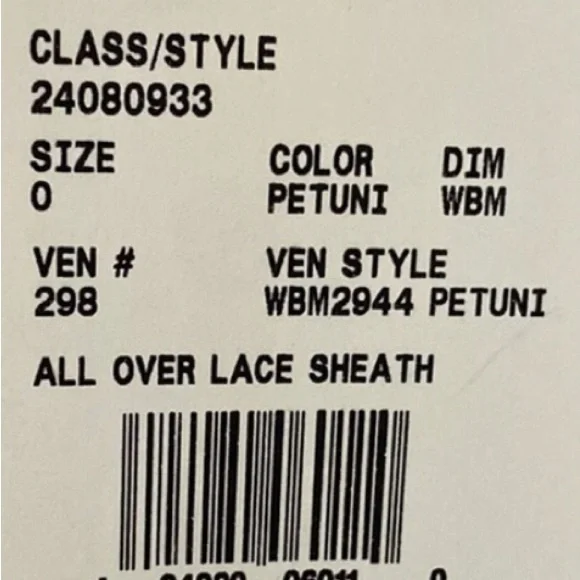 CLASS/STYLE
24080933
SIZE COLOR DIM
0 PETUNI WBM
VEN # VEN STYLE
298 WBM2944 PETUNI
ALL OVER LACE SHEATH